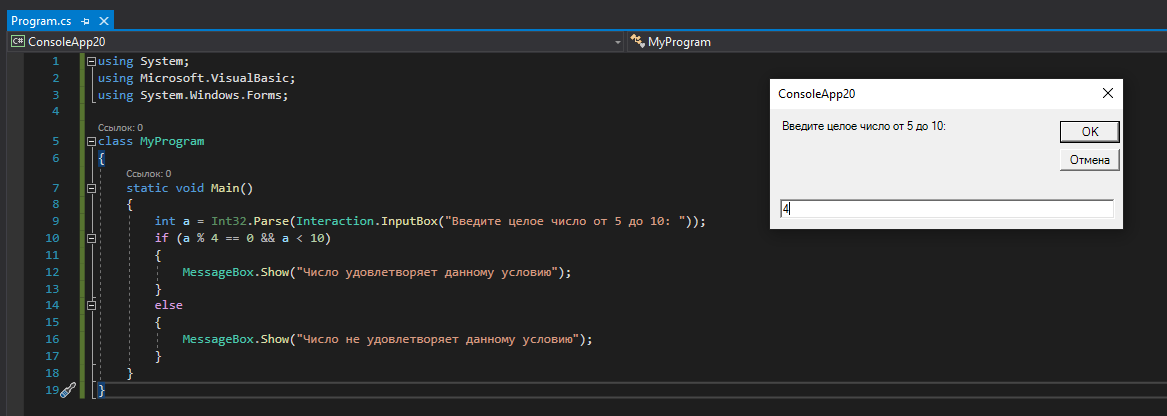 Program.cs
C# ConsoleApp20 MyProgram
1 using System;
2 using Microsoft.VisualBasic;
3 using System.Windows.Forms;
4
Ссылок: 0
5 class MyProgram
6 {
Ссылок: 0
7 static void Main()
8 {
9 int a = Int32.Parse(Interaction.InputBox("Введите целое число от 5 до 10: "));
10 if (a % 4 == 0 && a < 10)
11 {
12 MessageBox.Show("Число удовлетворяет данному условию");
13 }
14 else
15 {
16 MessageBox.Show("Число не удовлетворяет данному условию");
17 }
18 }
19 }
ConsoleApp20
Введите целое число от 5 до 10:
OK
Отмена
4